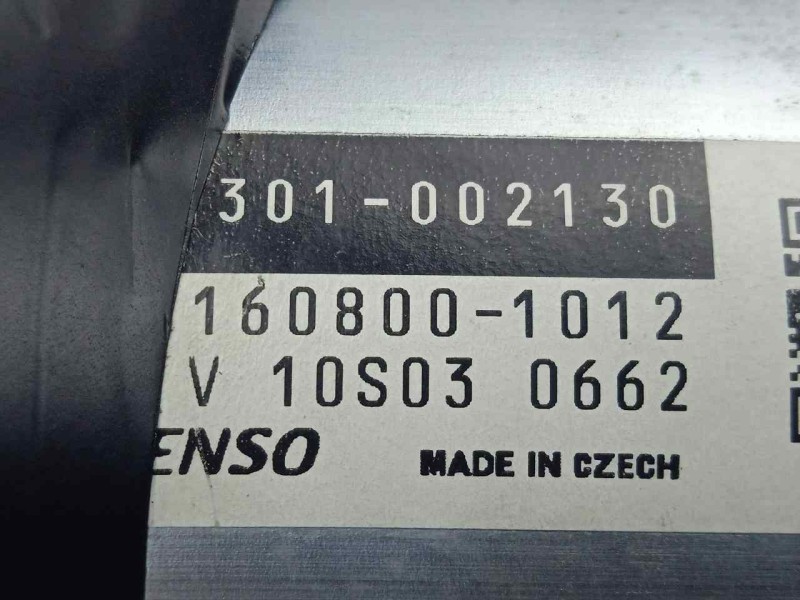 301-002130
160800-1012
V 10S03 0662
ENSO
MADE IN CZECH